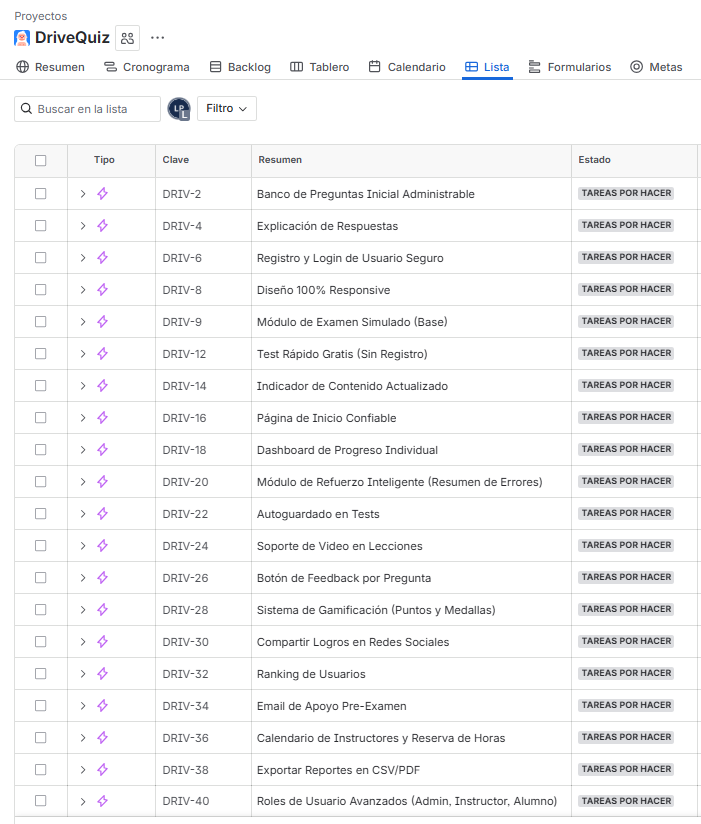 Proyectos
DriveQuiz
Resumen Cronograma Backlog Tablero Calendario Lista Formularios Metas
Buscar en la lista LP L Filtro
Tipo Clave Resumen Estado
DRIV-2 Banco de Preguntas Inicial Administrable TAREAS POR HACER
DRIV-4 Explicación de Respuestas TAREAS POR HACER
DRIV-6 Registro y Login de Usuario Seguro TAREAS POR HACER
DRIV-8 Diseño 100% Responsive TAREAS POR HACER
DRIV-9 Módulo de Examen Simulado (Base) TAREAS POR HACER
DRIV-12 Test Rápido Gratis (Sin Registro) TAREAS POR HACER
DRIV-14 Indicador de Contenido Actualizado TAREAS POR HACER
DRIV-16 Página de Inicio Confiable TAREAS POR HACER
DRIV-18 Dashboard de Progreso Individual TAREAS POR HACER
DRIV-20 Módulo de Refuerzo Inteligente (Resumen de Errores) TAREAS POR HACER
DRIV-22 Autoguardado en Tests TAREAS POR HACER
DRIV-24 Soporte de Video en Lecciones TAREAS POR HACER
DRIV-26 Botón de Feedback por Pregunta TAREAS POR HACER
DRIV-28 Sistema de Gamificación (Puntos y Medallas) TAREAS POR HACER
DRIV-30 Compartir Logros en Redes Sociales TAREAS POR HACER
DRIV-32 Ranking de Usuarios TAREAS POR HACER
DRIV-34 Email de Apoyo Pre-Examen TAREAS POR HACER
DRIV-36 Calendario de Instructores y Reserva de Horas TAREAS POR HACER
DRIV-38 Exportar Reportes en CSV/PDF TAREAS POR HACER
DRIV-40 Roles de Usuario Avanzados (Admin, Instructor, Alumno) TAREAS POR HACER